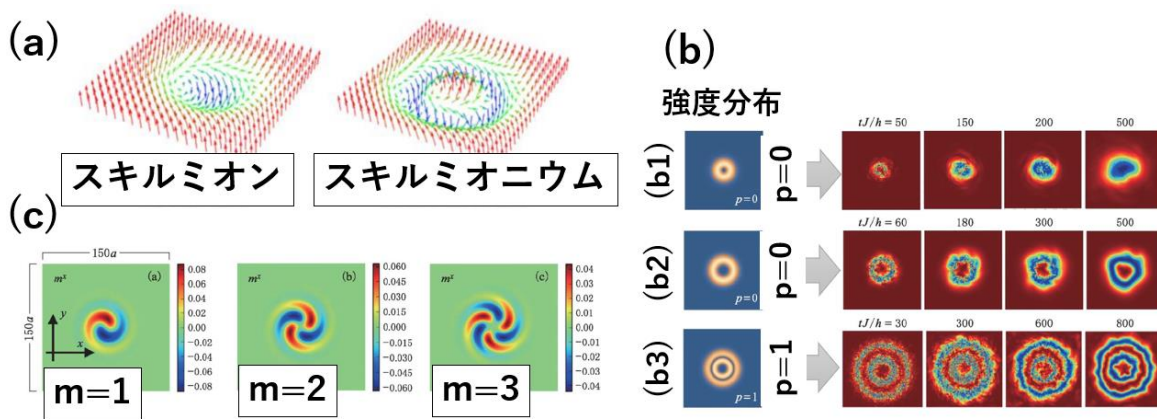 (a)
スキルミオン
スキルミオニウム
(b)
強度分布
(b1)
p=0
p=0
tJ/h = 50
150
200
500
(b2)
p=0
p=0
tJ/h = 60
180
300
500
(b3)
p=1
p=1
tJ/h = 30
300
600
800
(c)
150a
150a
mˣ
(a)
y
x
0.08
0.06
0.04
0.02
0.00
−0.02
−0.04
−0.06
−0.08
m=1
(b)
0.060
0.045
0.030
0.015
0.000
−0.015
−0.030
−0.045
−0.060
m=2
(c)
0.04
0.03
0.02
0.01
0.00
−0.01
−0.02
−0.03
−0.04
m=3